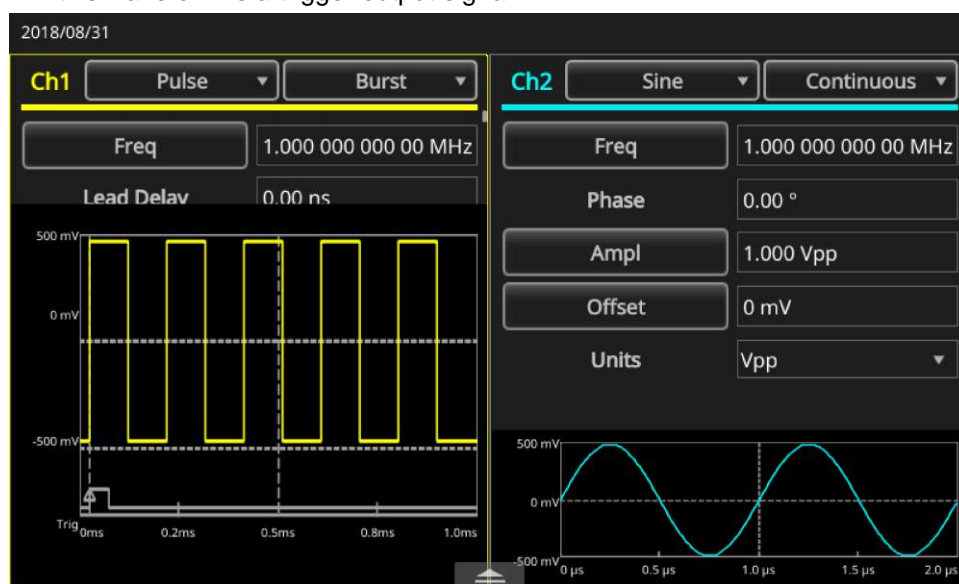 2018/08/31
Ch1 Pulse Burst
Freq 1.000 000 000 00 MHz
Lead Delay 0.00 ns
500 mV
0 mV
-500 mV
Trig
0ms 0.2ms 0.5ms 0.8ms 1.0ms
Ch2 Sine Continuous
Freq 1.000 000 000 00 MHz
Phase 0.00 °
Ampl 1.000 Vpp
Offset 0 mV
Units Vpp
500 mV
0 mV
-500 mV
0 µs 0.5 µs 1.0 µs 1.5 µs 2.0 µs